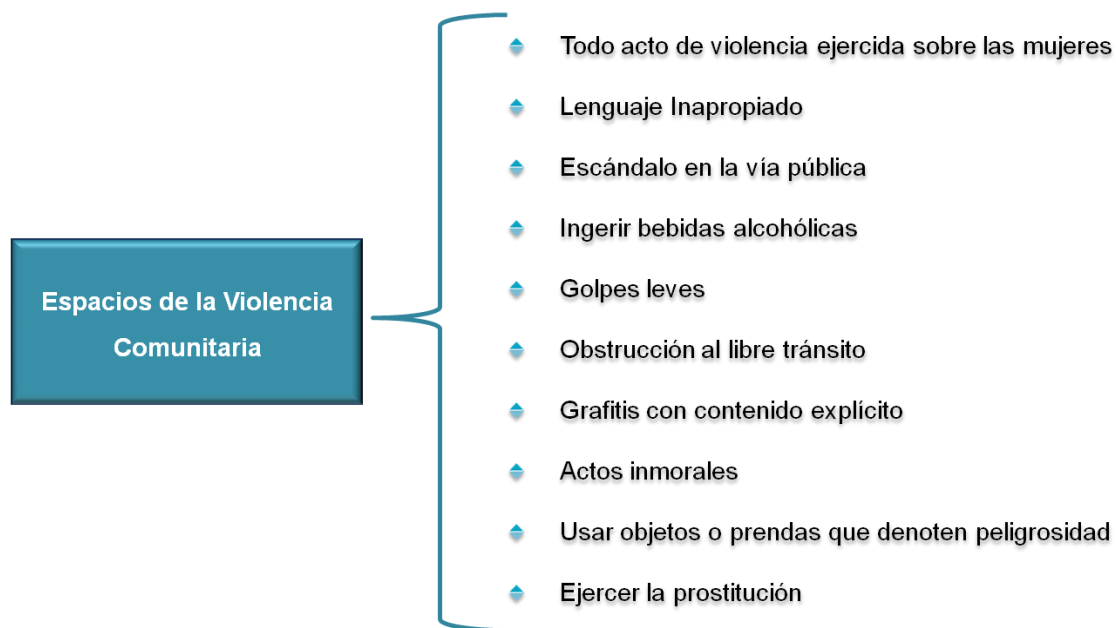 Espacios de la Violencia
Comunitaria
Todo acto de violencia ejercida sobre las mujeres
Lenguaje Inapropiado
Escándalo en la vía pública
Ingerir bebidas alcohólicas
Golpes leves
Obstrucción al libre tránsito
Grafitis con contenido explícito
Actos inmorales
Usar objetos o prendas que denoten peligrosidad
Ejercer la prostitución